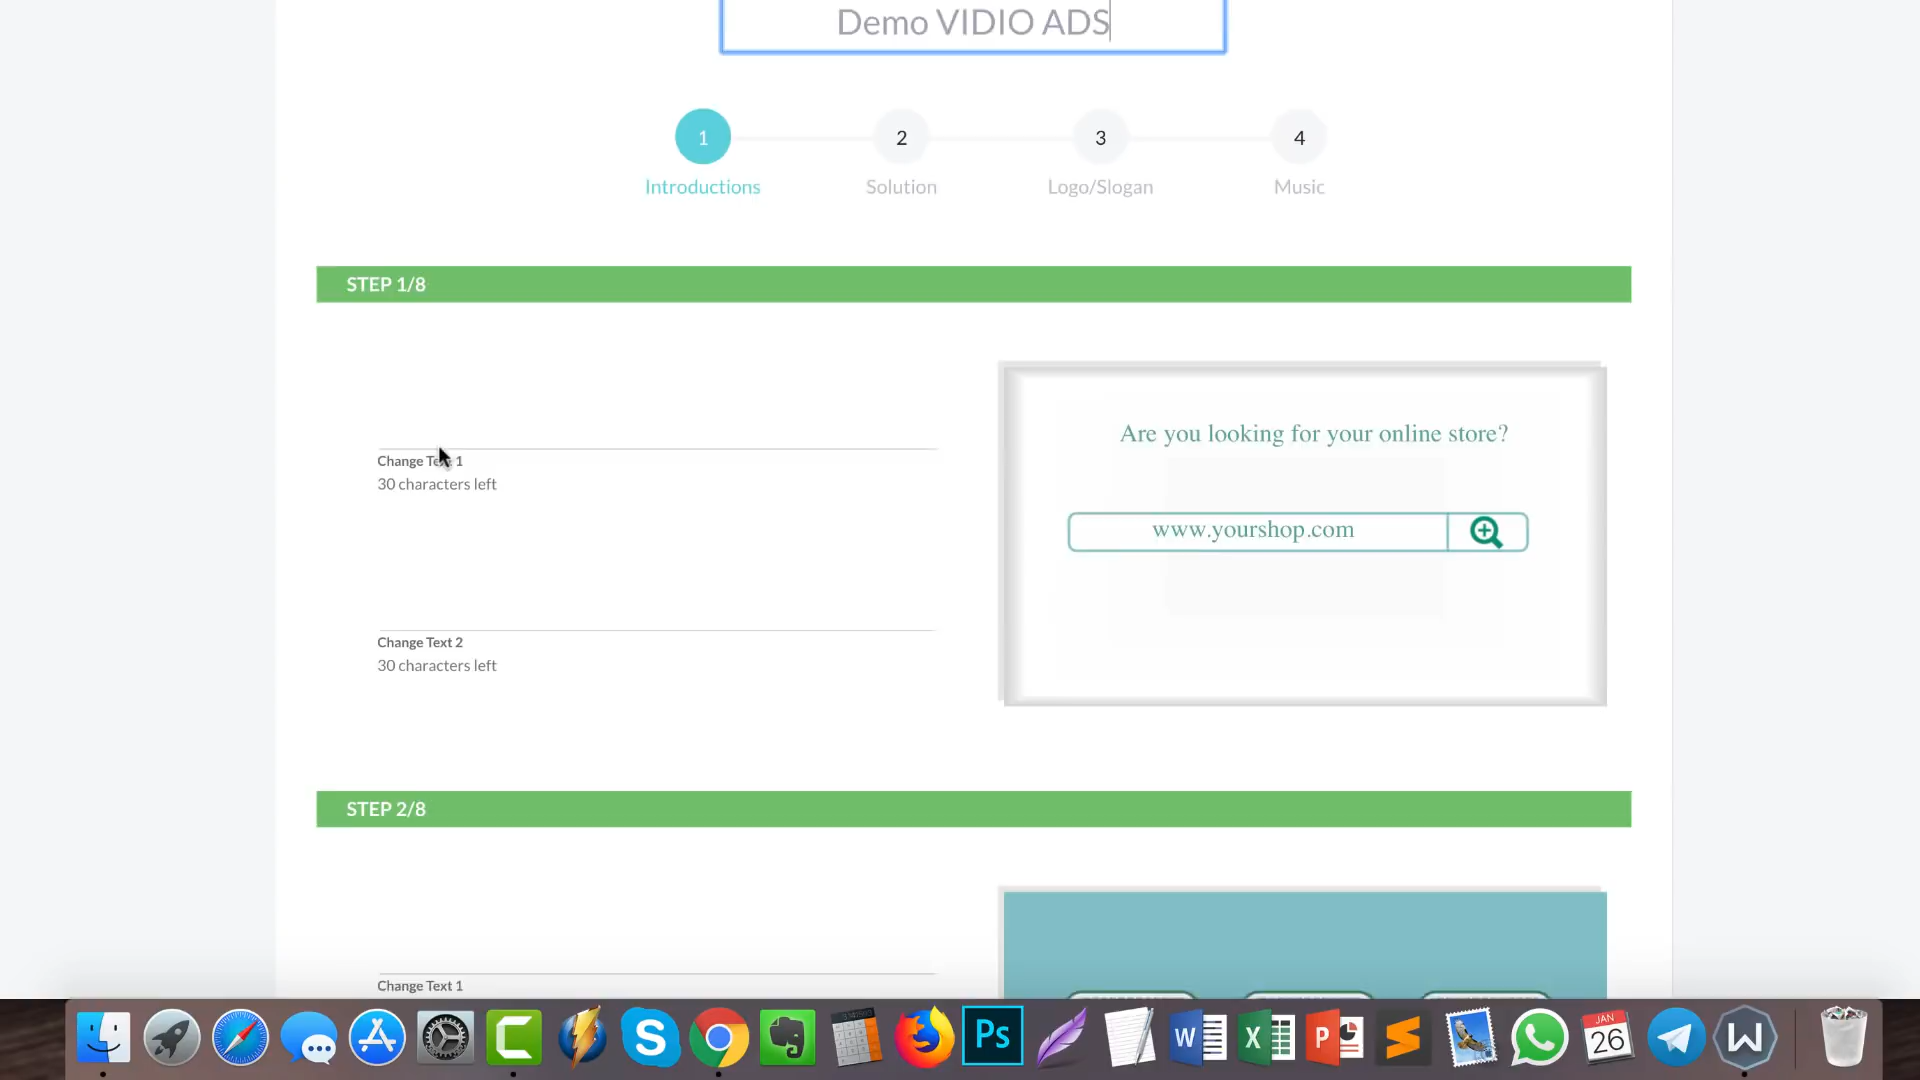 Demo VIDIO ADS
1
2
3
4
Introductions
Solution
Logo/Slogan
Music
STEP 1/8
Are you looking for your online store?
Change Text 1
30 characters left
www.yourshop.com
Change Text 2
30 characters left
STEP 2/8
Change Text 1
S
Ps
W
X
P
S
JAN
26
W